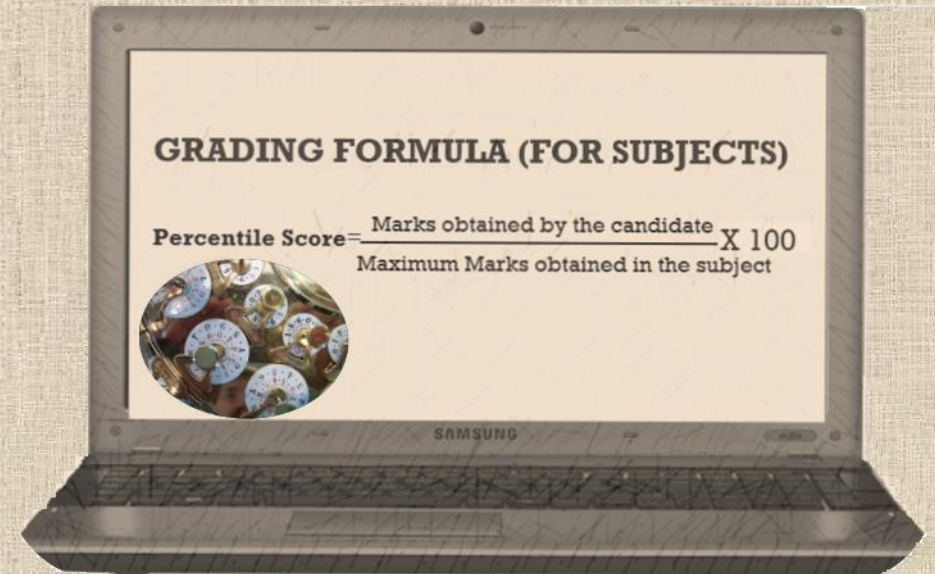 GRADING FORMULA (FOR SUBJECTS)
Marks obtained by the candidate
Percentile Score= X 100
Maximum Marks obtained in the subject
SAMSUNG